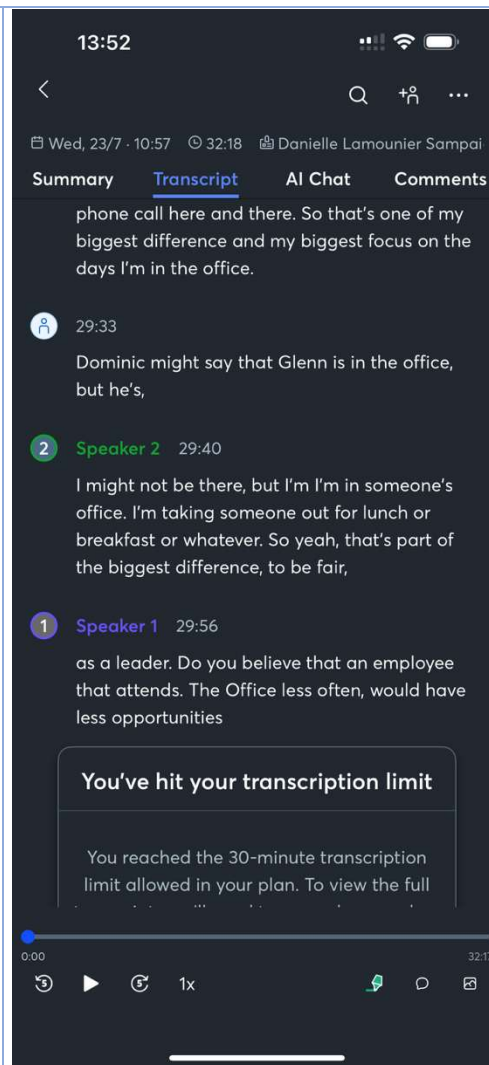 13:52
Wed, 23/7 · 10:57 32:18 Danielle Lamounier Sampai
Summary Transcript AI Chat Comments
phone call here and there. So that's one of my
biggest difference and my biggest focus on the
days I'm in the office.
29:33
Dominic might say that Glenn is in the office,
but he's,
2 Speaker 2 29:40
I might not be there, but I'm I'm in someone's
office. I'm taking someone out for lunch or
breakfast or whatever. So yeah, that's part of
the biggest difference, to be fair,
1 Speaker 1 29:56
as a leader. Do you believe that an employee
that attends. The Office less often, would have
less opportunities
You've hit your transcription limit
You reached the 30-minute transcription
limit allowed in your plan. To view the full
0:00 32:17
5 5 1x